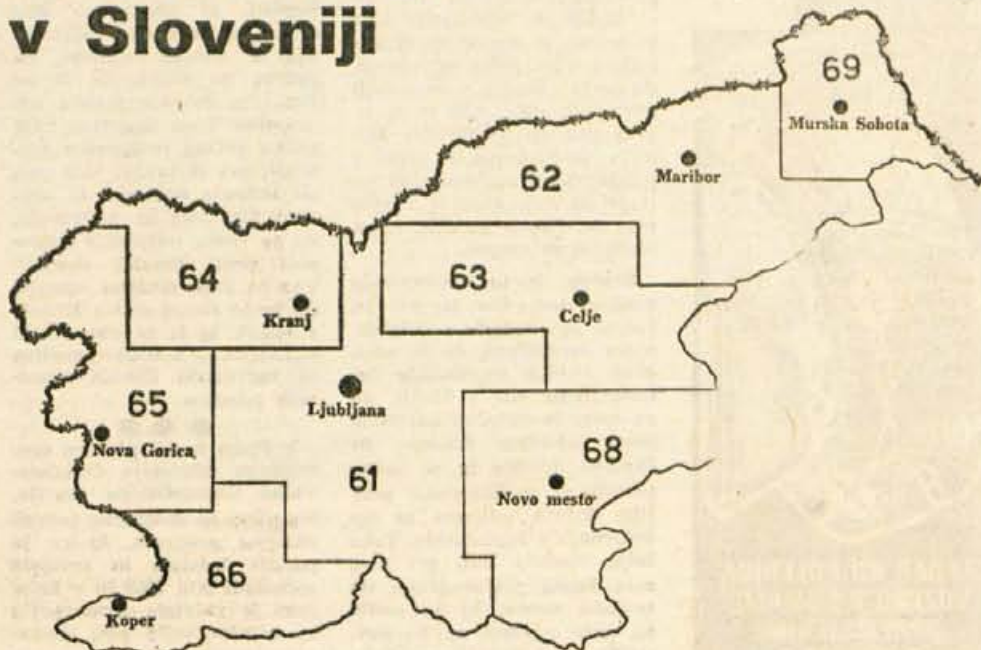 v Sloveniji
69
Murska Sobota
62
Maribor
64
63
Kranj
Celje
65
Ljubljana
Nova Gorica
61
68
Novo mesto
66
Koper